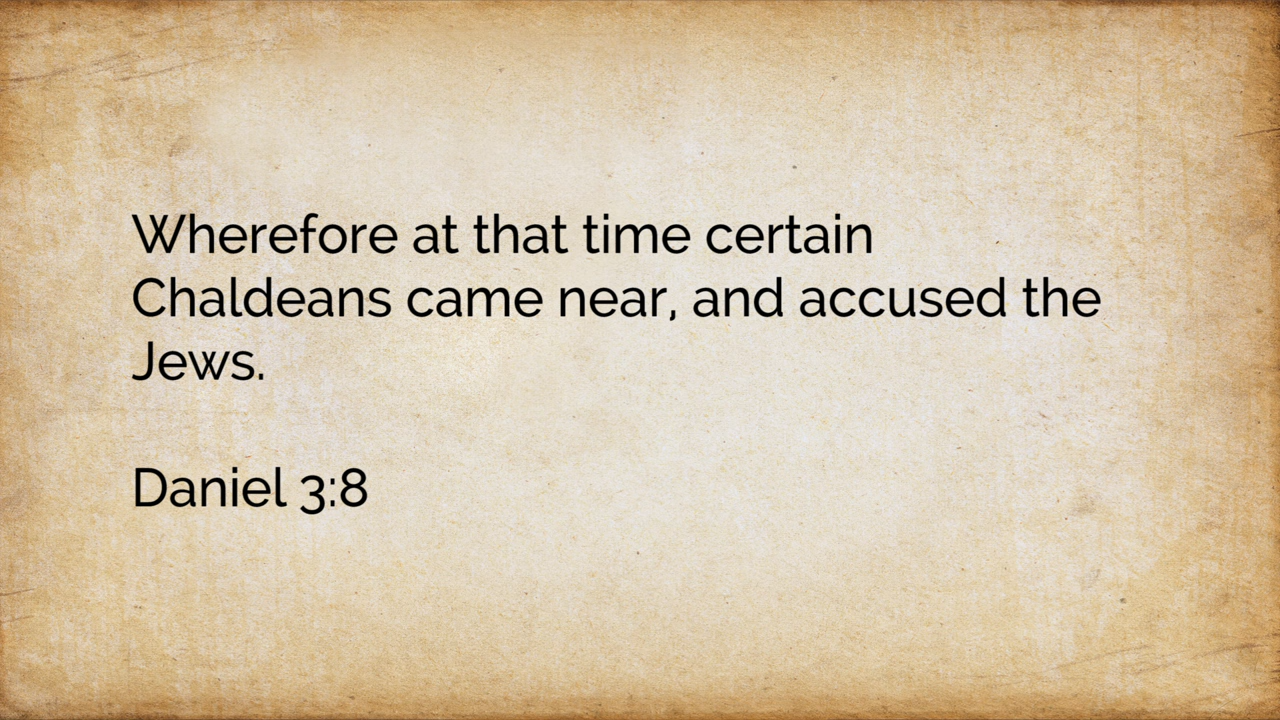 Wherefore at that time certain
Chaldeans came near, and accused the
Jews.
Daniel 3:8